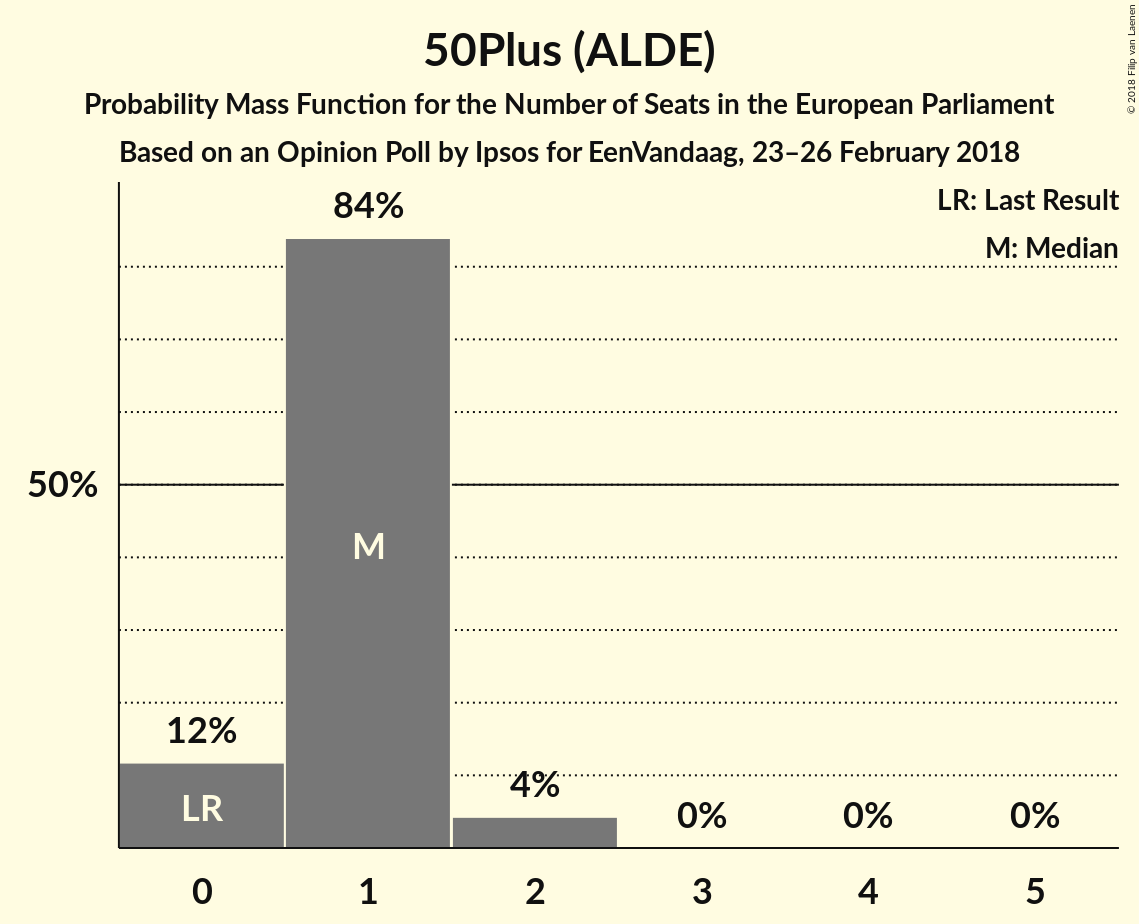 50Plus (ALDE)
Probability Mass Function for the Number of Seats in the European Parliament
Based on an Opinion Poll by Ipsos for EenVandaag, 23–26 February 2018
© 2018 Filip van Laenen
LR: Last Result
M: Median
84%
50%
M
12%
LR
4%
0%
0%
0%
0
1
2
3
4
5